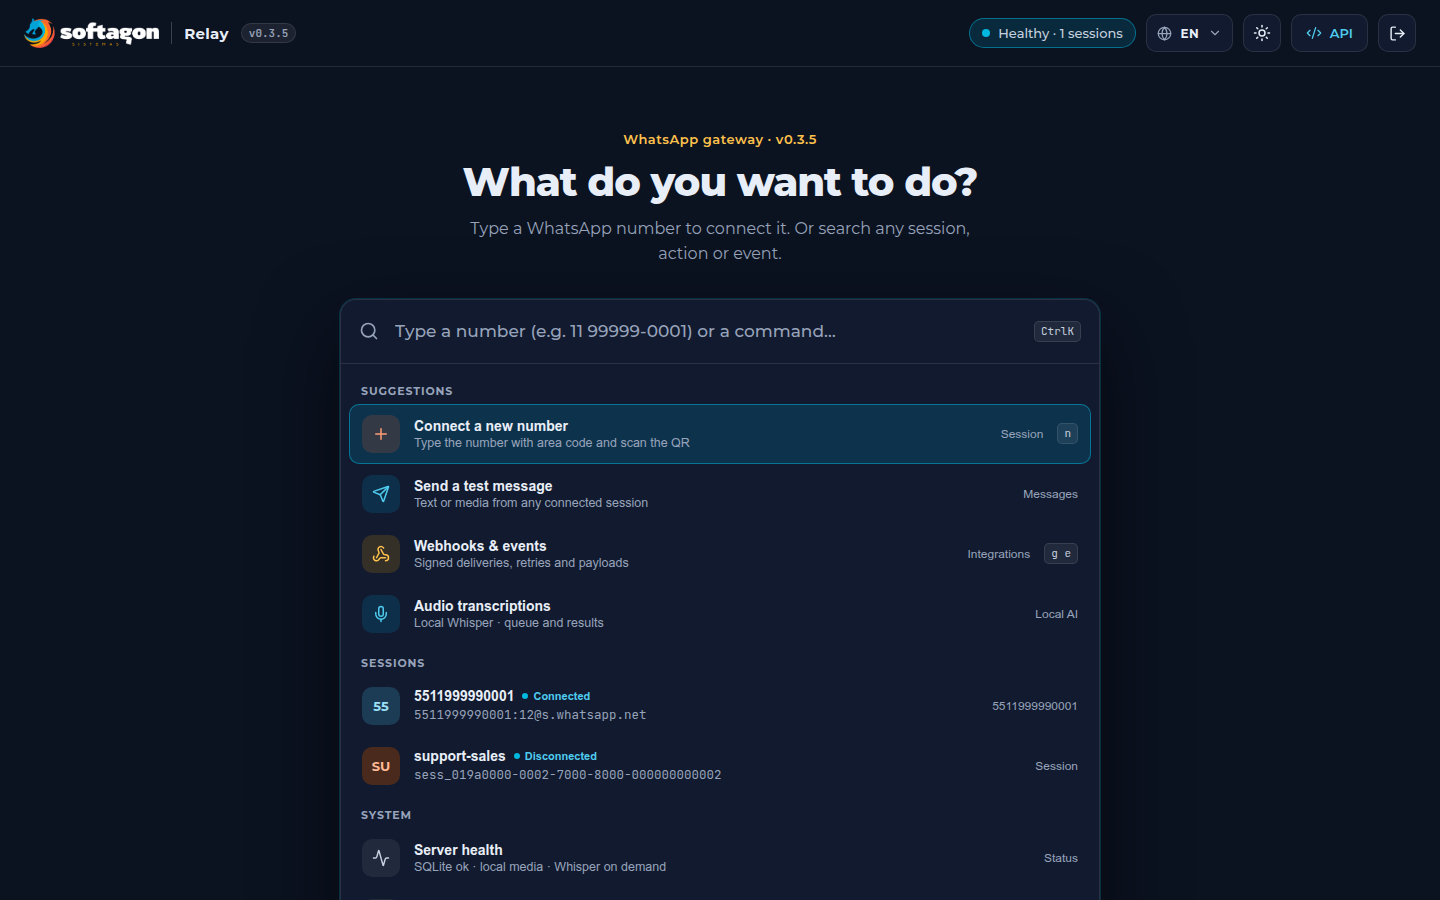 softagon
SISTEMAS
Relay
v0.3.5
Healthy · 1 sessions
EN
API
WhatsApp gateway · v0.3.5
What do you want to do?
Type a WhatsApp number to connect it. Or search any session,
action or event.
Type a number (e.g. 11 99999-0001) or a command...
CtrlK
SUGGESTIONS
Connect a new number
Type the number with area code and scan the QR
Session
n
Send a test message
Text or media from any connected session
Messages
Webhooks & events
Signed deliveries, retries and payloads
Integrations
g e
Audio transcriptions
Local Whisper · queue and results
Local AI
SESSIONS
55
5511999990001
Connected
5511999990001:12@s.whatsapp.net
5511999990001
SU
support-sales
Disconnected
sess_019a0000-0002-7000-8000-000000000002
Session
SYSTEM
Server health
SQLite ok · local media · Whisper on demand
Status